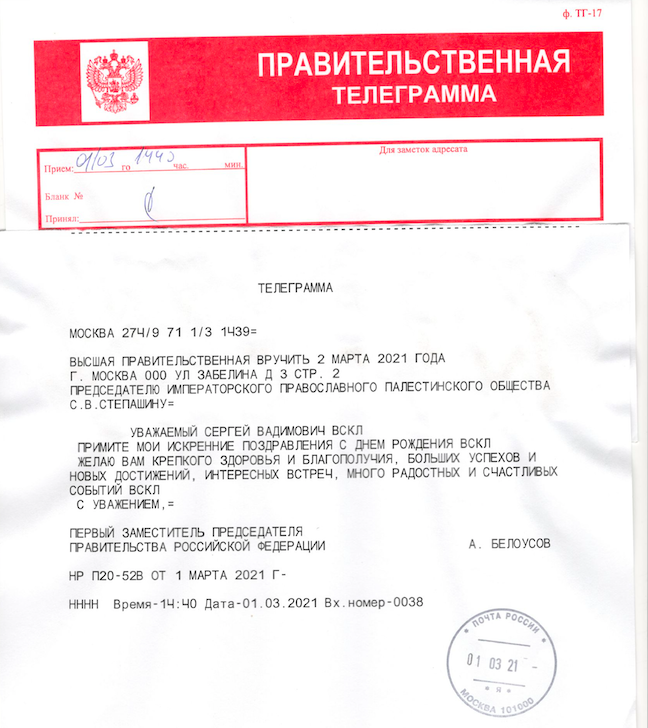 ф. ТГ-17
ПРАВИТЕЛЬСТВЕННАЯ
ТЕЛЕГРАММА
Прием: 01/03 го 1440 час. мин.
Бланк №
Принял:
Для заметок адресата
ТЕЛЕГРАММА
МОСКВА 27Ч/9 71 1/3 1Ч39=
ВЫСШАЯ ПРАВИТЕЛЬСТВЕННАЯ ВРУЧИТЬ 2 МАРТА 2021 ГОДА
Г. МОСКВА 000 УЛ ЗАБЕЛИНА Д 3 СТР. 2
ПРЕДСЕДАТЕЛЮ ИМПЕРАТОРСКОГО ПРАВОСЛАВНОГО ПАЛЕСТИНСКОГО ОБЩЕСТВА
С.В.СТЕПАШИНУ=
УВАЖАЕМЫЙ СЕРГЕЙ ВАДИМОВИЧ ВСКЛ
ПРИМИТЕ МОИ ИСКРЕННИЕ ПОЗДРАВЛЕНИЯ С ДНЕМ РОЖДЕНИЯ ВСКЛ
ЖЕЛАЮ ВАМ КРЕПКОГО ЗДОРОВЬЯ И БЛАГОПОЛУЧИЯ, БОЛЬШИХ УСПЕХОВ И
НОВЫХ ДОСТИЖЕНИЙ, ИНТЕРЕСНЫХ ВСТРЕЧ, МНОГО РАДОСТНЫХ И СЧАСТЛИВЫХ
СОБЫТИЙ ВСКЛ
С УВАЖЕНИЕМ,=
ПЕРВЫЙ ЗАМЕСТИТЕЛЬ ПРЕДСЕДАТЕЛЯ
ПРАВИТЕЛЬСТВА РОССИЙСКОЙ ФЕДЕРАЦИИ А. БЕЛОУСОВ
НР П20-52В ОТ 1 МАРТА 2021 Г-
НННН Время-14:40 Дата-01.03.2021 Вх.номер-0038
* ПОЧТА РОССИИ *
01 03 21 -
* Я *
МОСКВА 101000